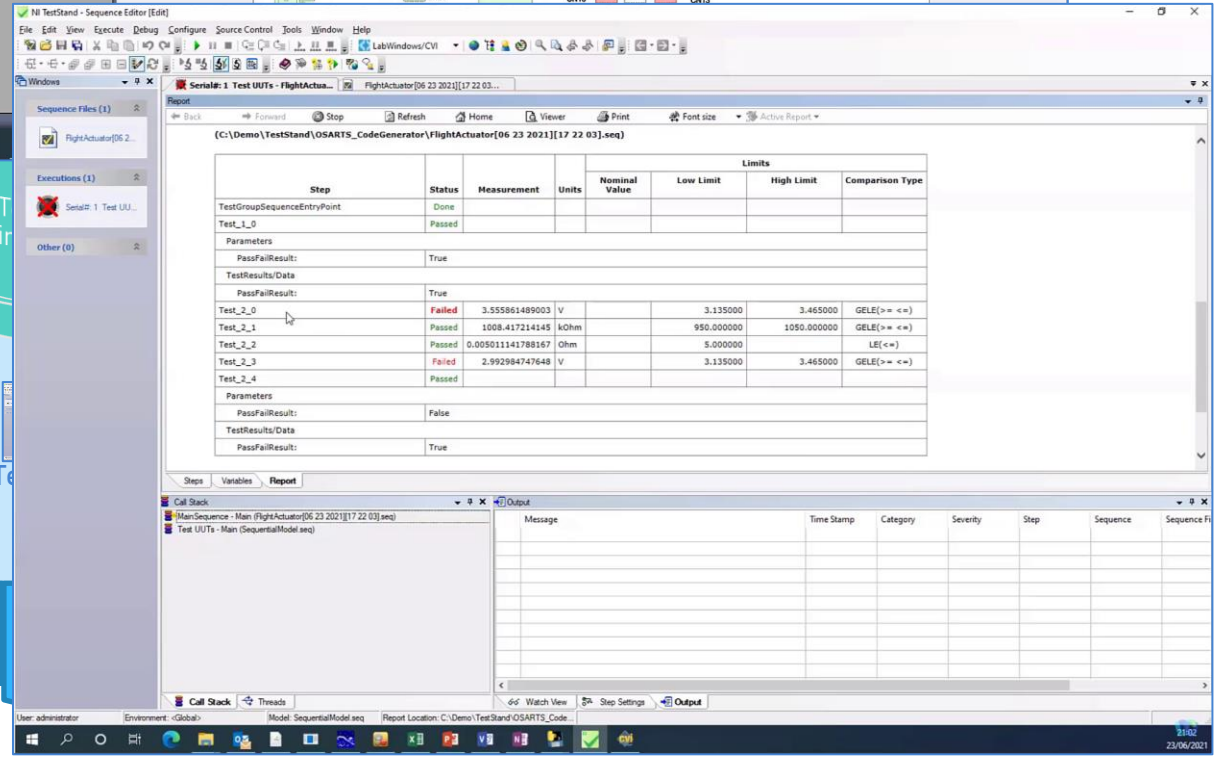 NI TestStand - Sequence Editor [Edit]
File Edit View Execute Debug Configure Source Control Tools Window Help
LabWindows/CVI
Windows
Serial#: 1 Test UUTs - FlightActua...
FlightActuator[06 23 2021][17 22 03...
Sequence Files (1)
FlightActuator[06 2...
Executions (1)
Serial#: 1 Test UU...
Other (0)
Report
Back Forward Stop Refresh Home Viewer Print Font size Active Report
(C:\Demo\TestStand\OSARTS_CodeGenerator\FlightActuator[06 23 2021][17 22 03].seq)
Limits
Step Status Measurement Units Nominal Value Low Limit High Limit Comparison Type
TestGroupSequenceEntryPoint Done
Test_1_0 Passed
Parameters
PassFailResult: True
TestResults/Data
PassFailResult: True
Test_2_0 Failed 3.555861489003 V 3.135000 3.465000 GELE(>= <=)
Test_2_1 Passed 1008.417214145 kOhm 950.000000 1050.000000 GELE(>= <=)
Test_2_2 Passed 0.005011141788167 Ohm 5.000000 LE(<=)
Test_2_3 Failed 2.992984747648 V 3.135000 3.465000 GELE(>= <=)
Test_2_4 Passed
Parameters
PassFailResult: False
TestResults/Data
PassFailResult: True
Steps Variables Report
Call Stack
MainSequence - Main (FlightActuator[06 23 2021][17 22 03].seq)
Test UUTs - Main (SequentialModel.seq)
Output
Message Time Stamp Category Severity Step Sequence Sequence Fi
Call Stack Threads
Watch View Step Settings Output
User: administrator Environment: <Global> Model: SequentialModel.seq Report Location: C:\Demo\TestStand\OSARTS_Code...
21:02
23/06/2021